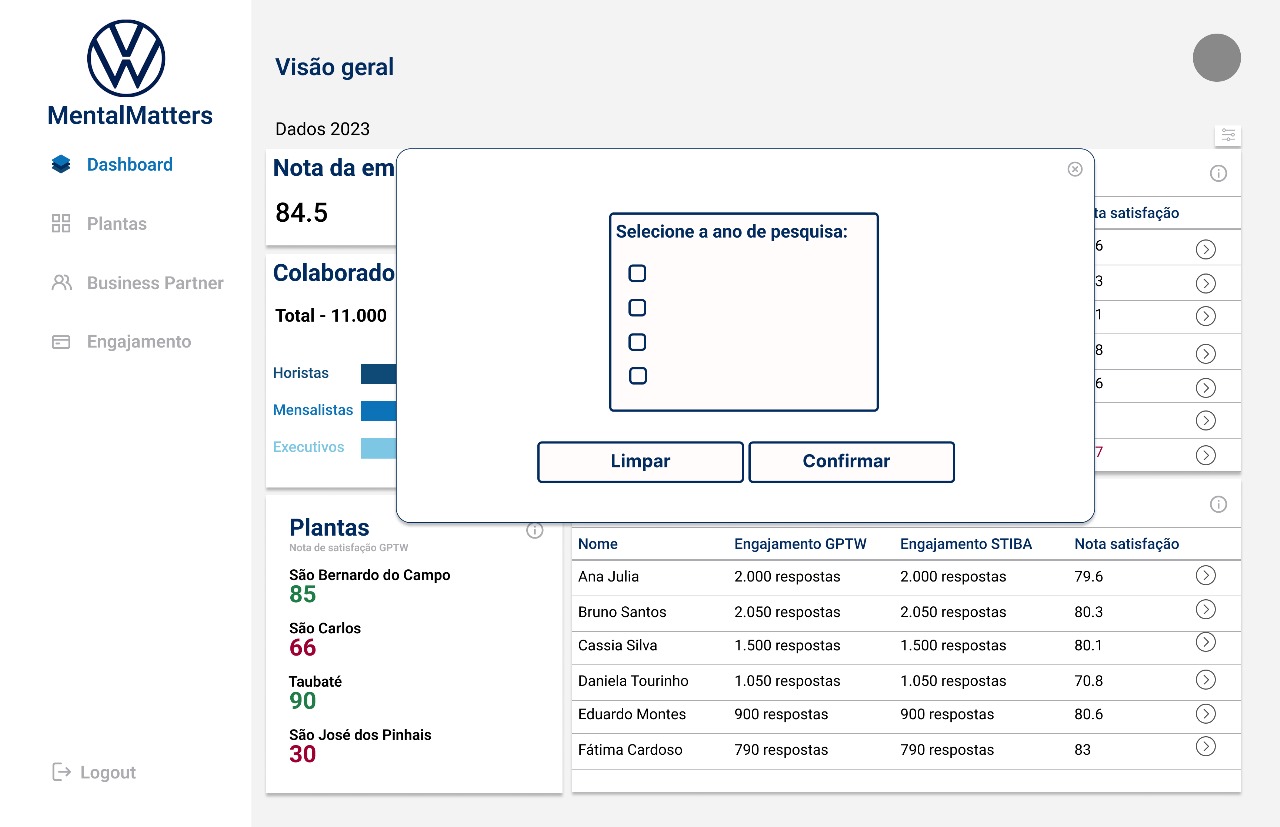 MentalMatters
Dashboard
Plantas
Business Partner
Engajamento
Logout
Visão geral
Dados 2023
Nota da em
84.5
Colaborado
Total - 11.000
Horistas
Mensalistas
Executivos
Selecione a ano de pesquisa:
Limpar
Confirmar
ta satisfação
6
3
1
8
6
7
Plantas
Nota de satisfação GPTW
São Bernardo do Campo
85
São Carlos
66
Taubaté
90
São José dos Pinhais
30
Nome Engajamento GPTW Engajamento STIBA Nota satisfação
Ana Julia 2.000 respostas 2.000 respostas 79.6
Bruno Santos 2.050 respostas 2.050 respostas 80.3
Cassia Silva 1.500 respostas 1.500 respostas 80.1
Daniela Tourinho 1.050 respostas 1.050 respostas 70.8
Eduardo Montes 900 respostas 900 respostas 80.6
Fátima Cardoso 790 respostas 790 respostas 83